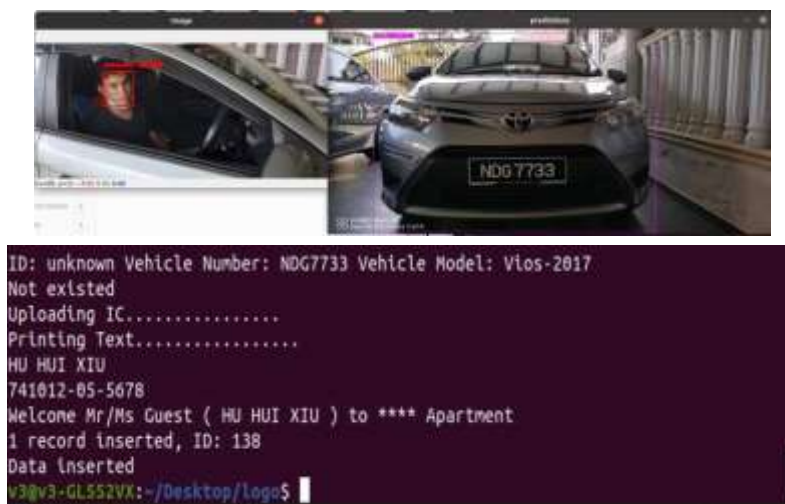 Image
predictions
NDG 7733
ID: unknown Vehicle Number: NDG7733 Vehicle Model: Vios-2017
Not existed
Uploading IC................
Printing Text.................
HU HUI XIU
741012-05-5678
Welcome Mr/Ms Guest ( HU HUI XIU ) to **** Apartment
1 record inserted, ID: 138
Data inserted
v3@v3-GL552VX:~/Desktop/logo$